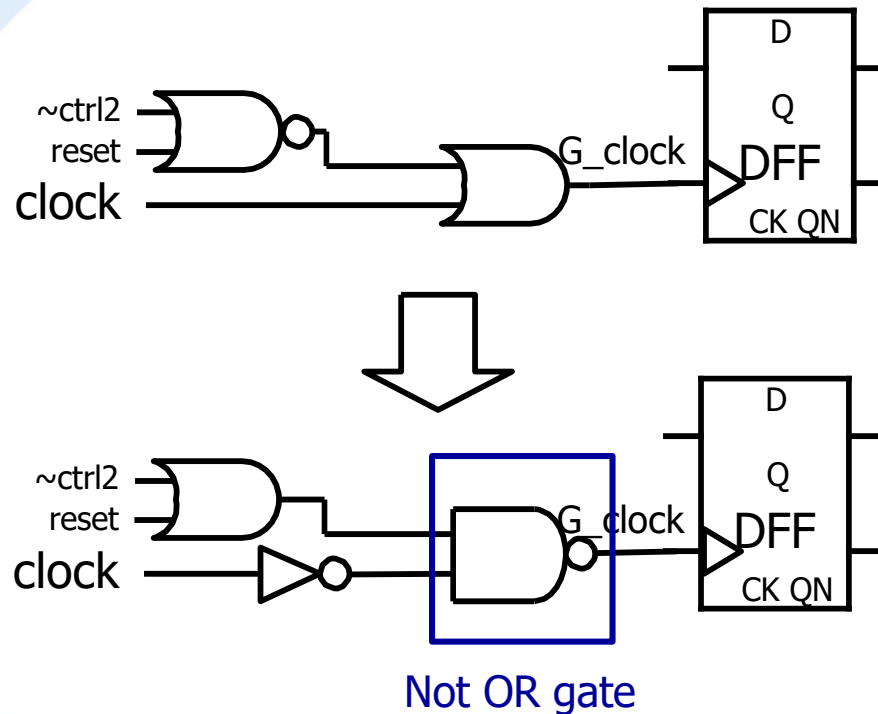 D
~ctrl2
Q
reset
G_clock
DFF
clock
CK QN
D
~ctrl2
Q
reset
G_clock
DFF
clock
CK QN
Not OR gate